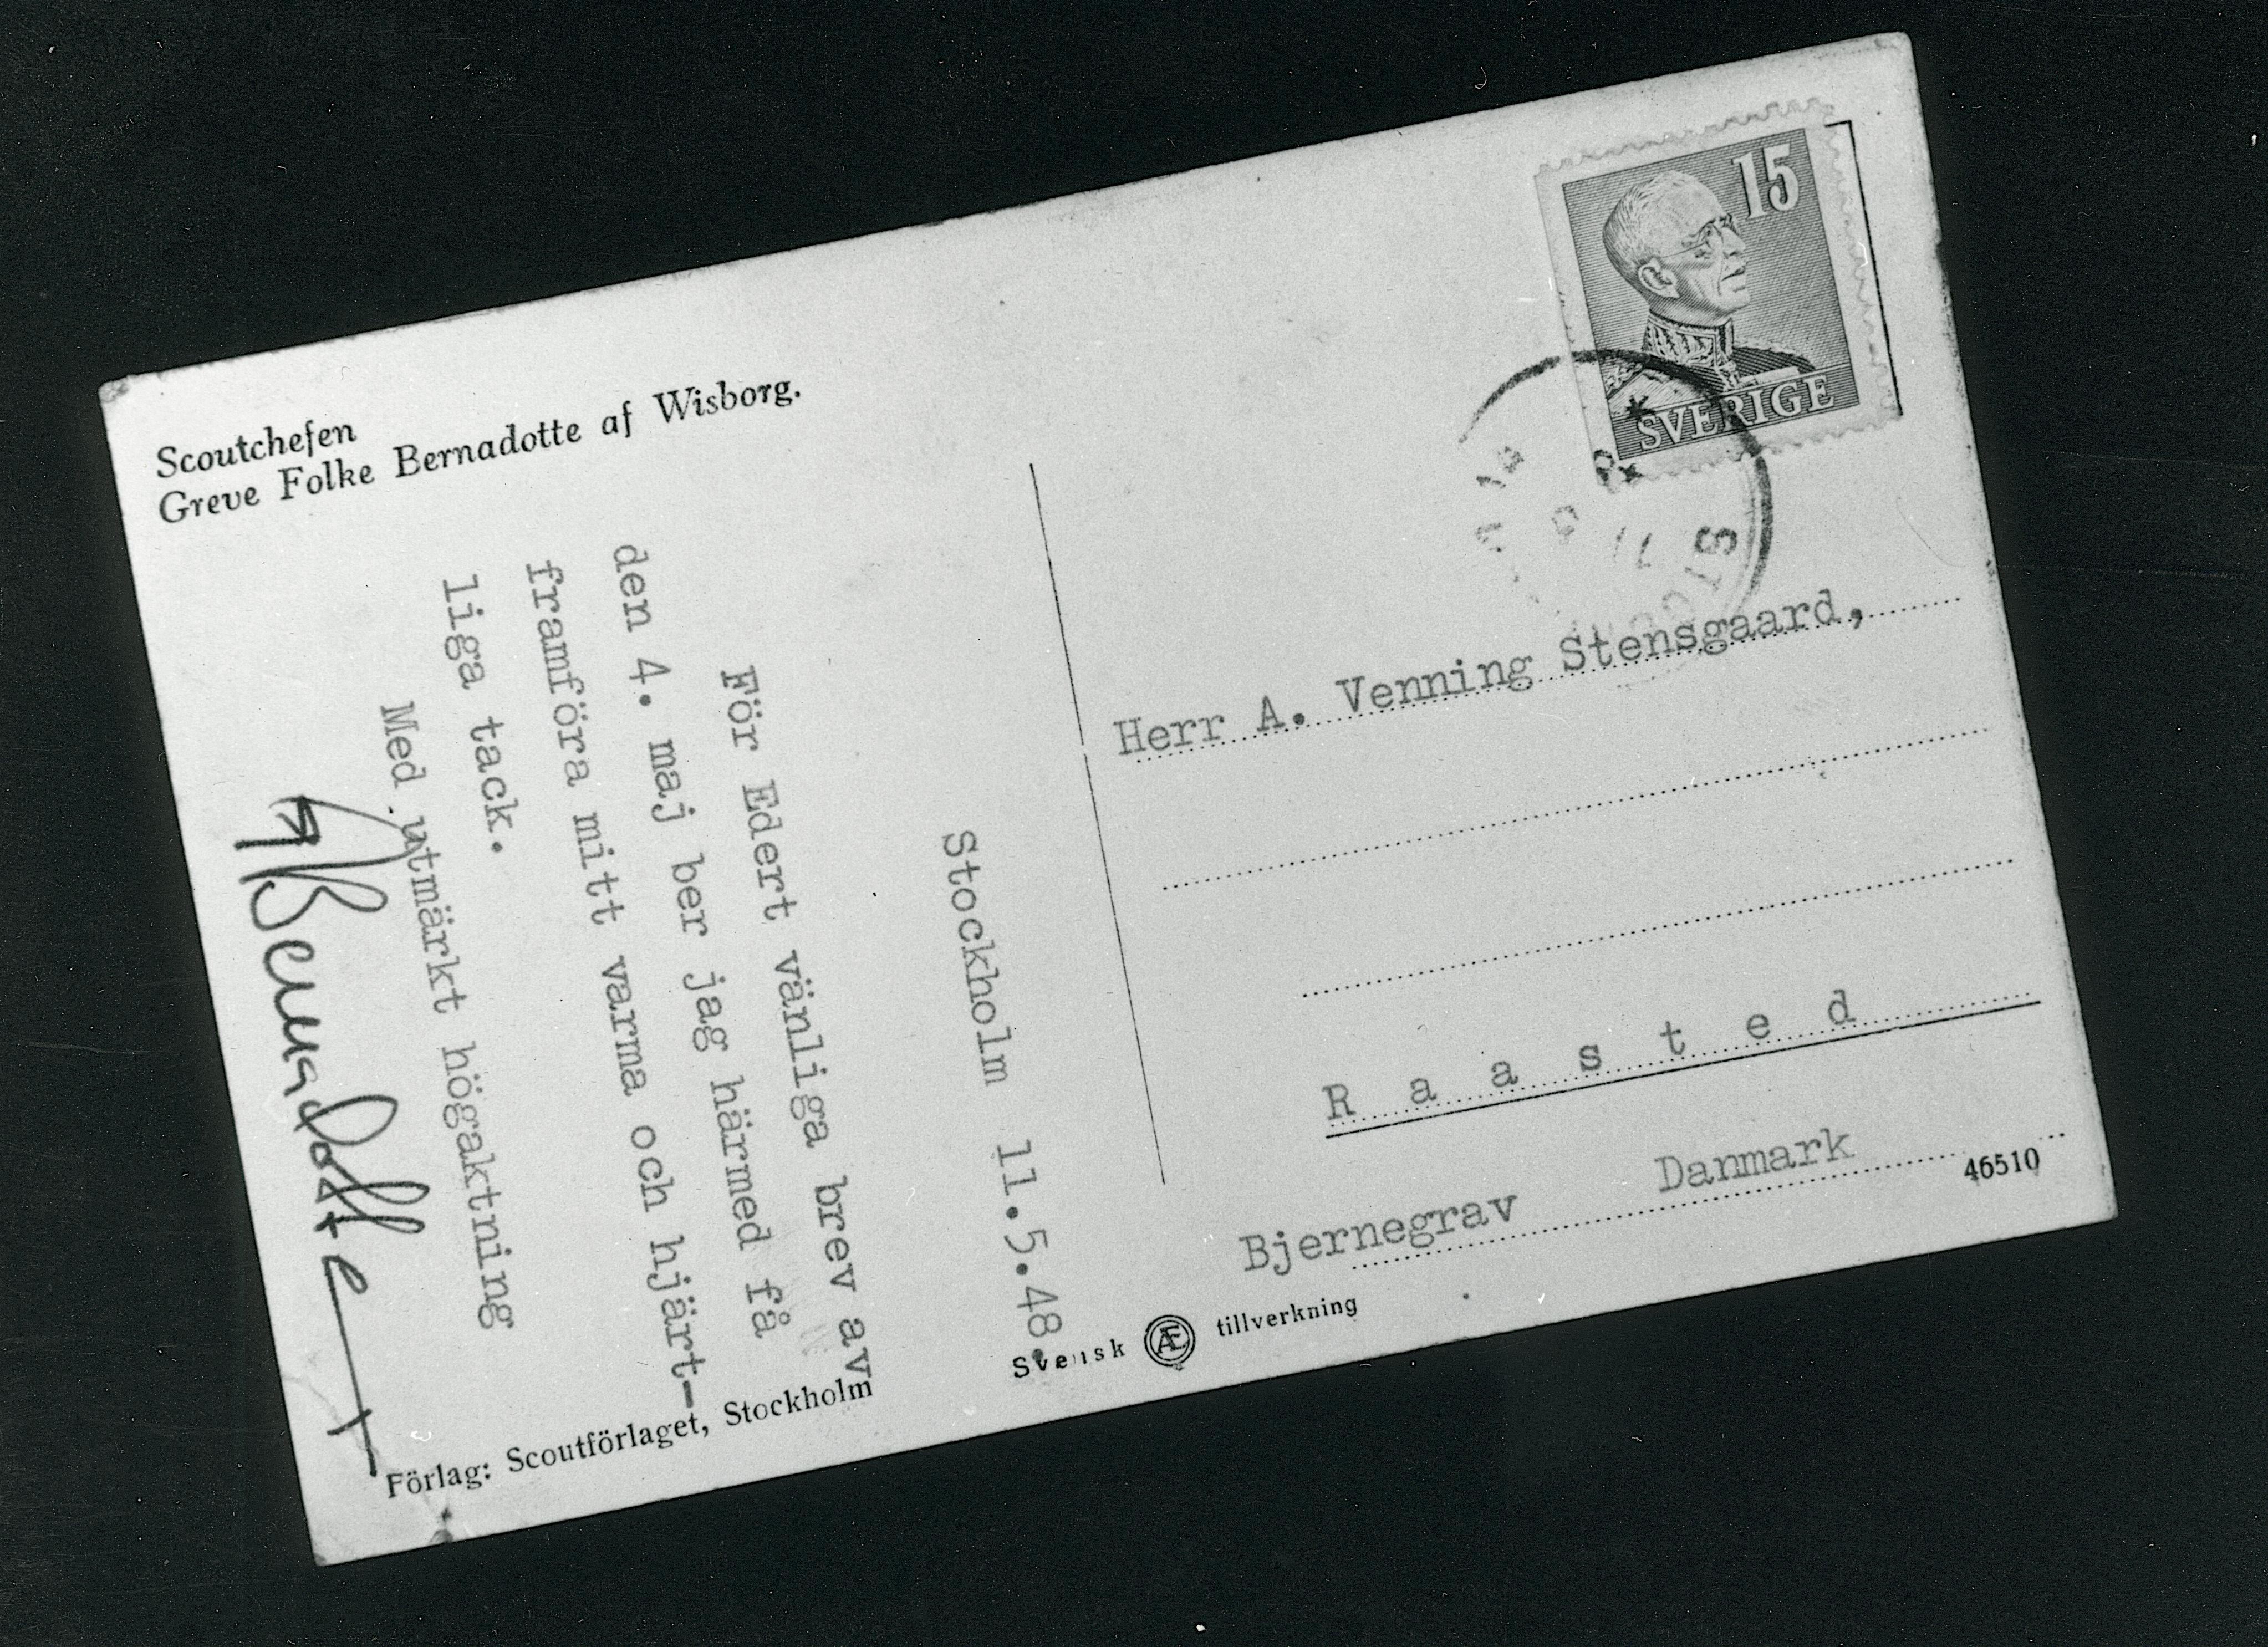 Scoutchefen
Greve Folke Bernadotte af Wisborg.
Stockholm 11.5.48.
För Edert vänliga brev av
den 4. maj ber jag härmed få
framföra mitt varma och hjärt-
liga tack.
Med utmärkt högaktning
Bernadotte
Förlag: Scoutförlaget, Stockholm
Svensk Æ tillverkning
15
SVERIGE
Herr A. Venning Stensgaard,
R a a s t e d
Bjernegrav Danmark
46510